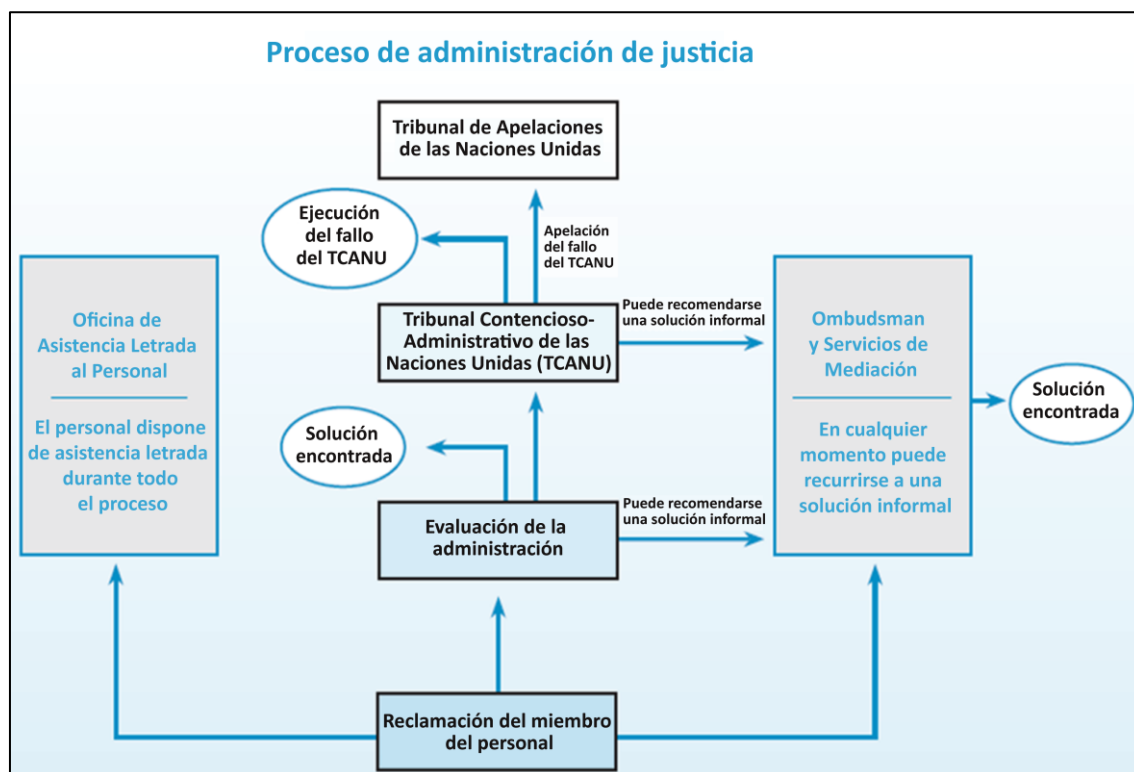 Proceso de administración de justicia
Tribunal de Apelaciones
de las Naciones Unidas
Ejecución
del fallo
del TCANU
Apelación
del fallo
del TCANU
Oficina de
Asistencia Letrada
al Personal
El personal dispone
de asistencia letrada
durante todo
el proceso
Tribunal Contencioso-
Administrativo de las
Naciones Unidas (TCANU)
Puede recomendarse
una solución informal
Ombudsman
y Servicios de
Mediación
En cualquier
momento puede
recurrirse a una
solución informal
Solución
encontrada
Solución
encontrada
Evaluación de la
administración
Puede recomendarse
una solución informal
Reclamación del miembro
del personal